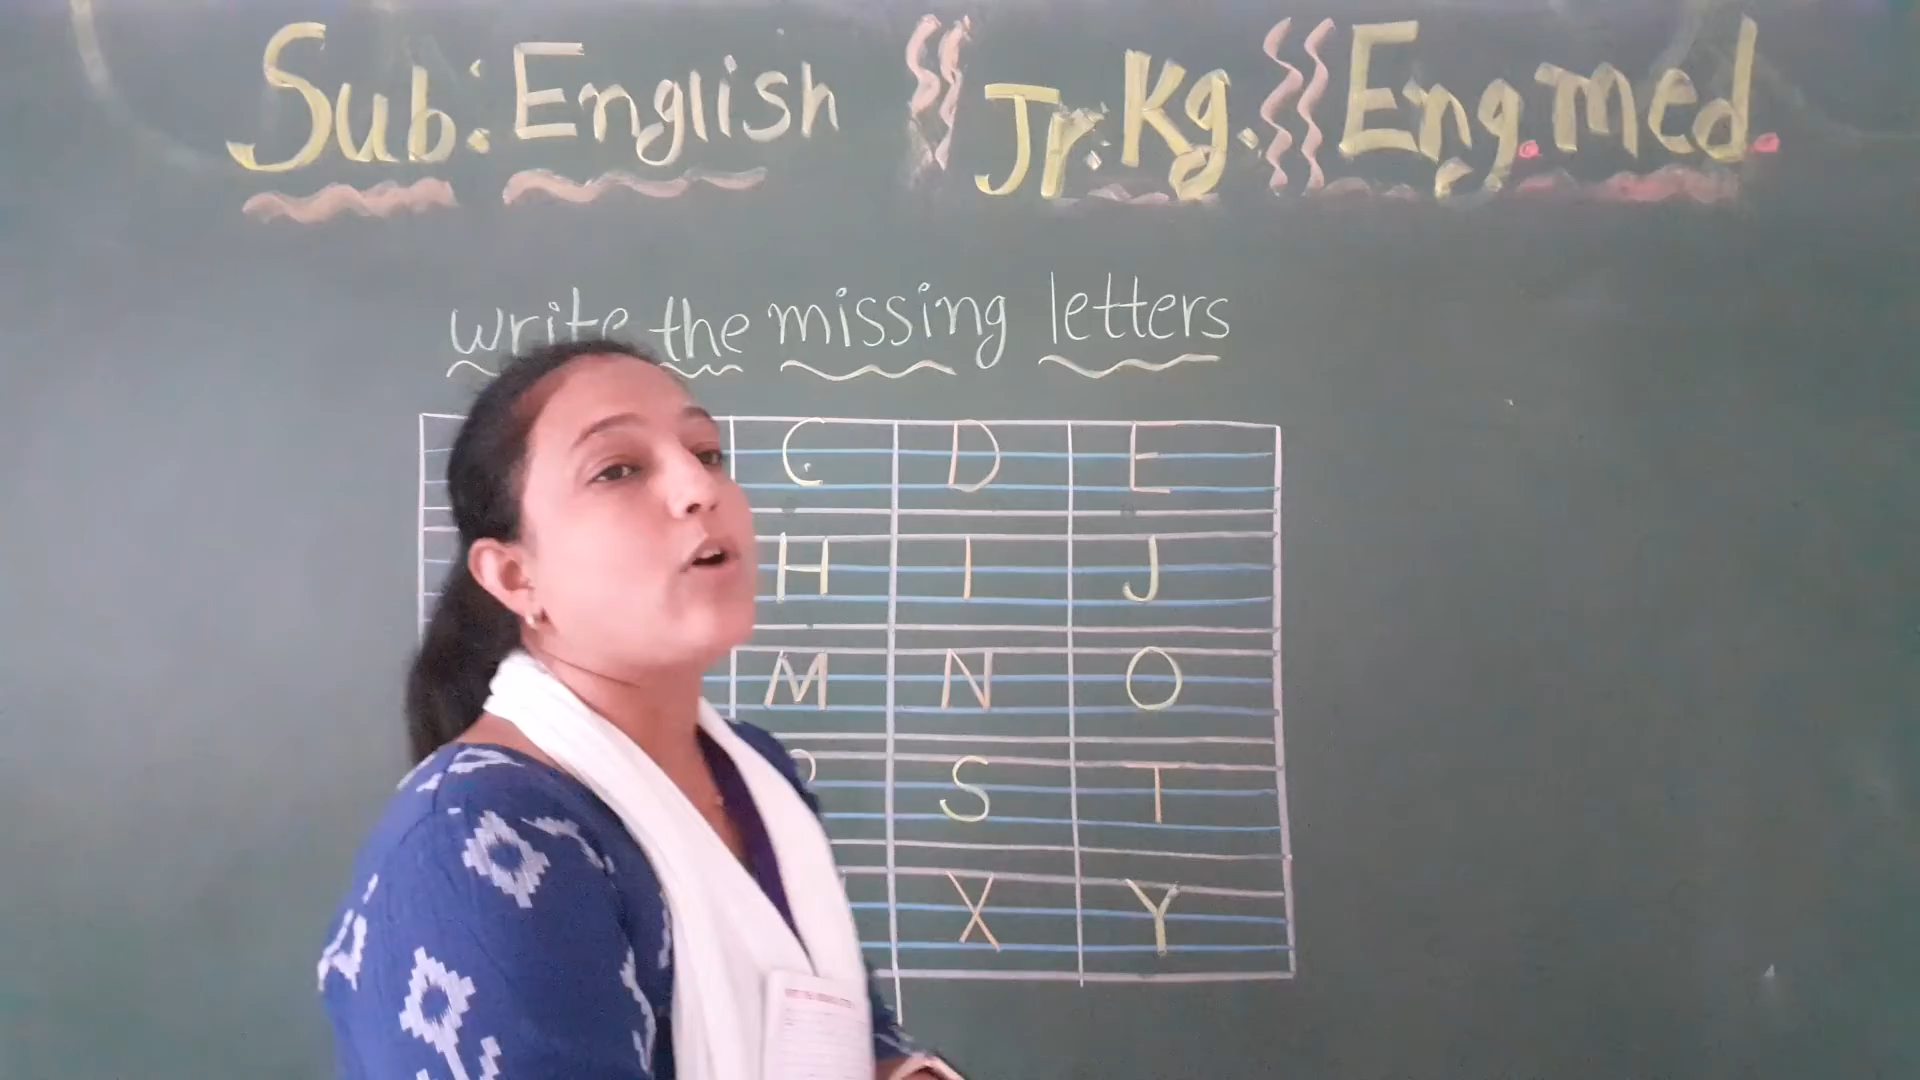 Sub: English Jr. Kg. Eng. med.
write the missing letters
C D E
H I J
M N O
S T
X Y